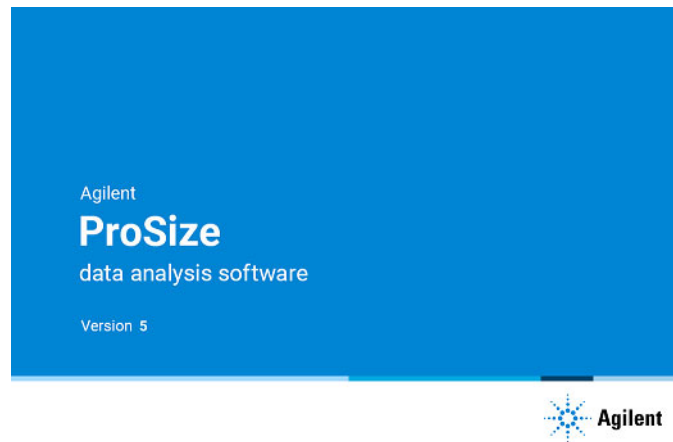 Agilent
ProSize
data analysis software
Version 5
Agilent